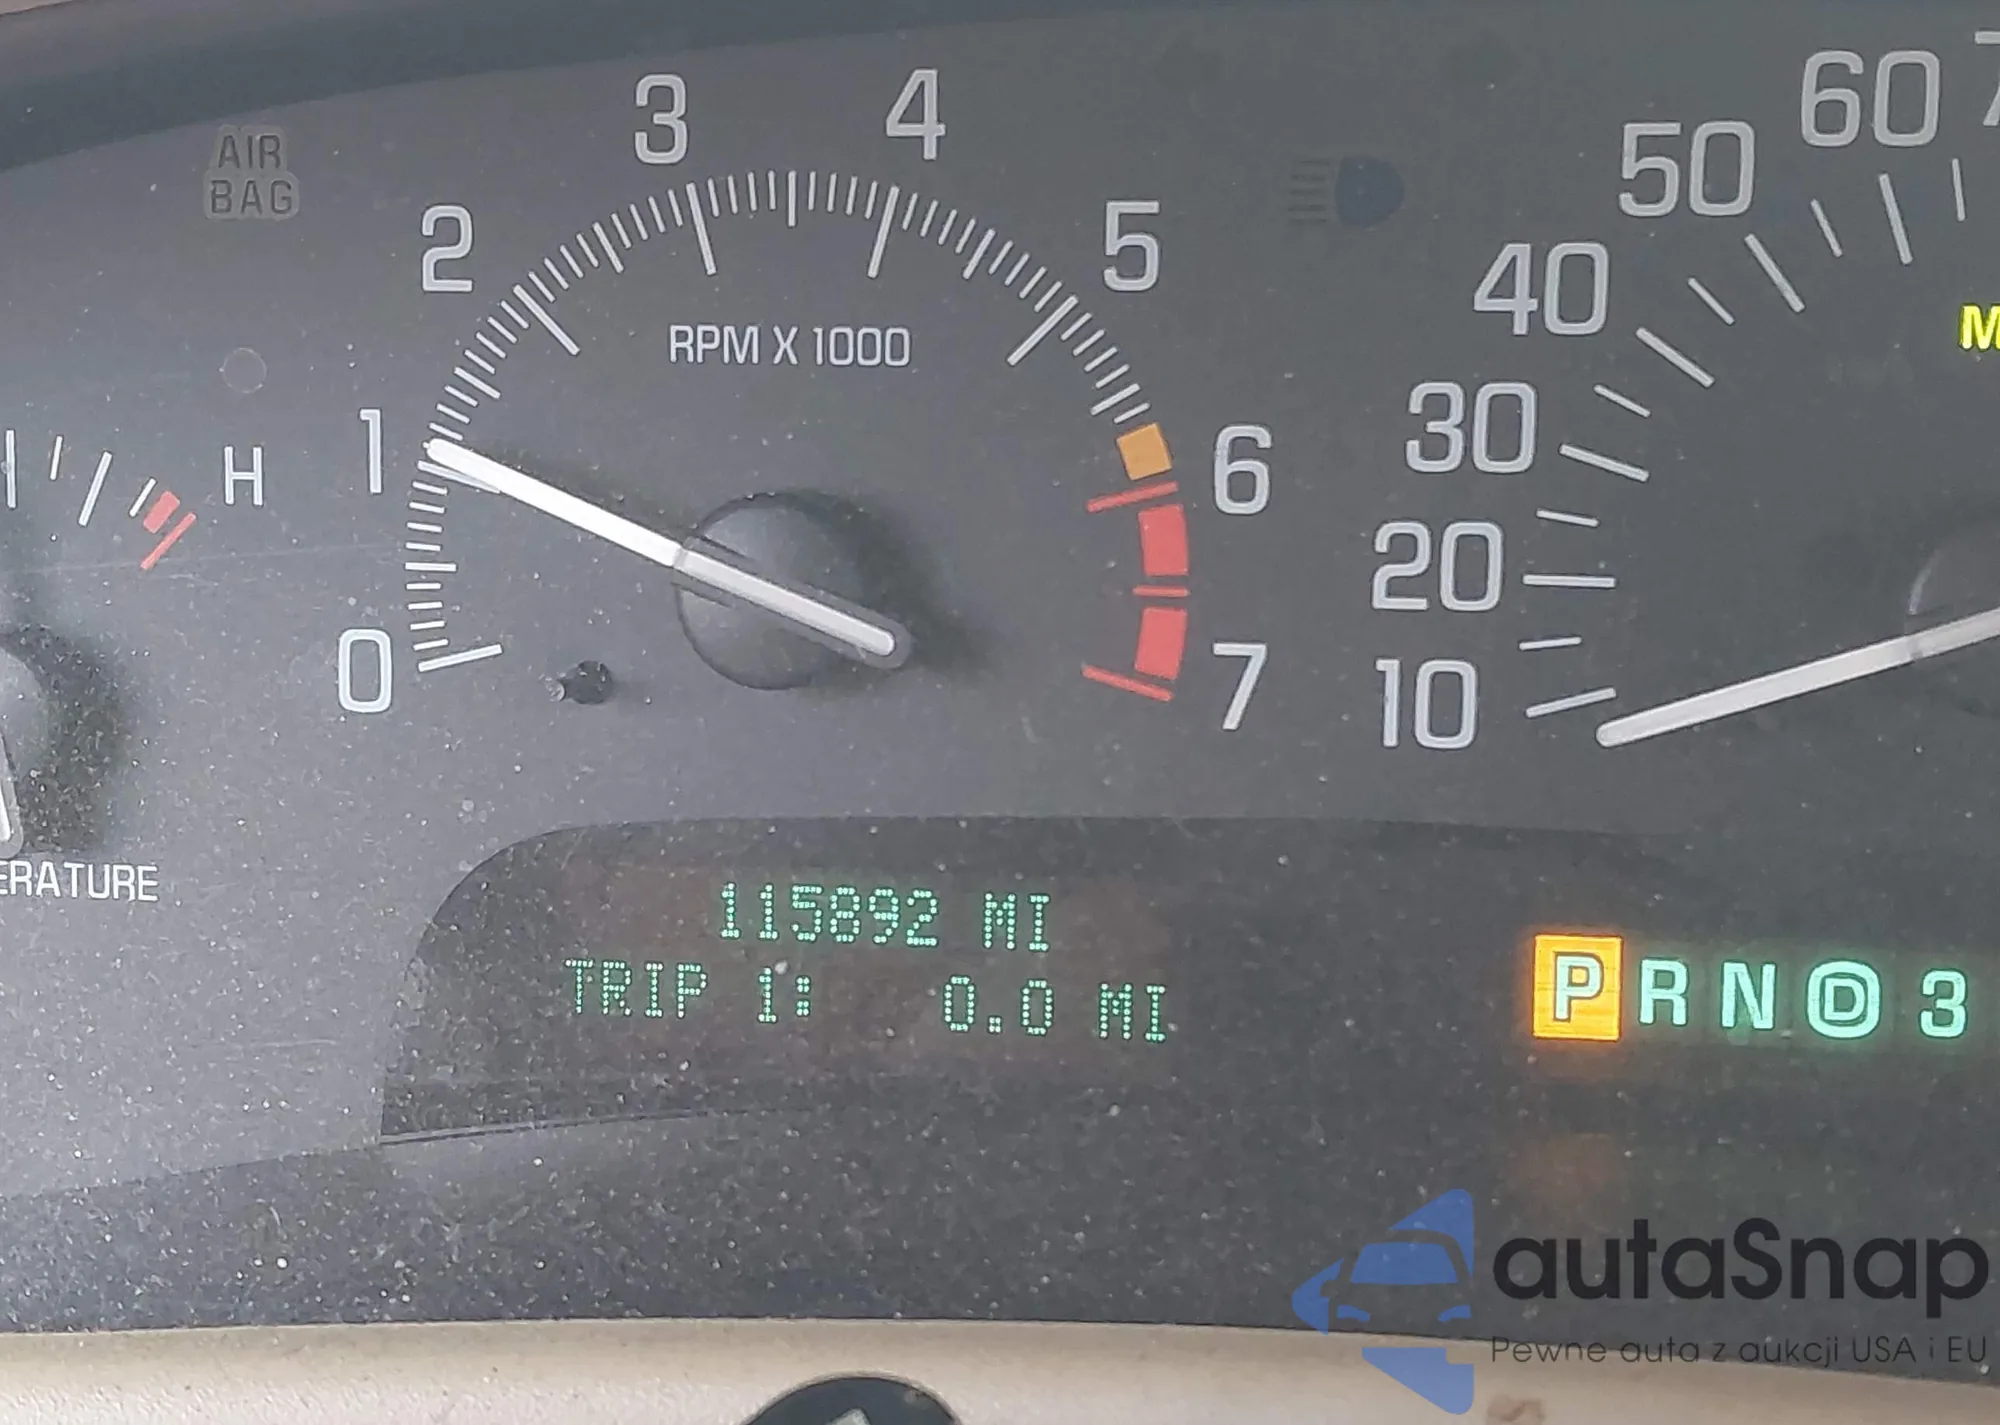 AIR
BAG
H
0
1
2
3
4
5
6
7
RPM X 1000
10
20
30
40
50
60
115892 MI
TRIP 1: 0.0 MI
P R N D 3
autaSnap
Pewne auta z aukcji USA i EU